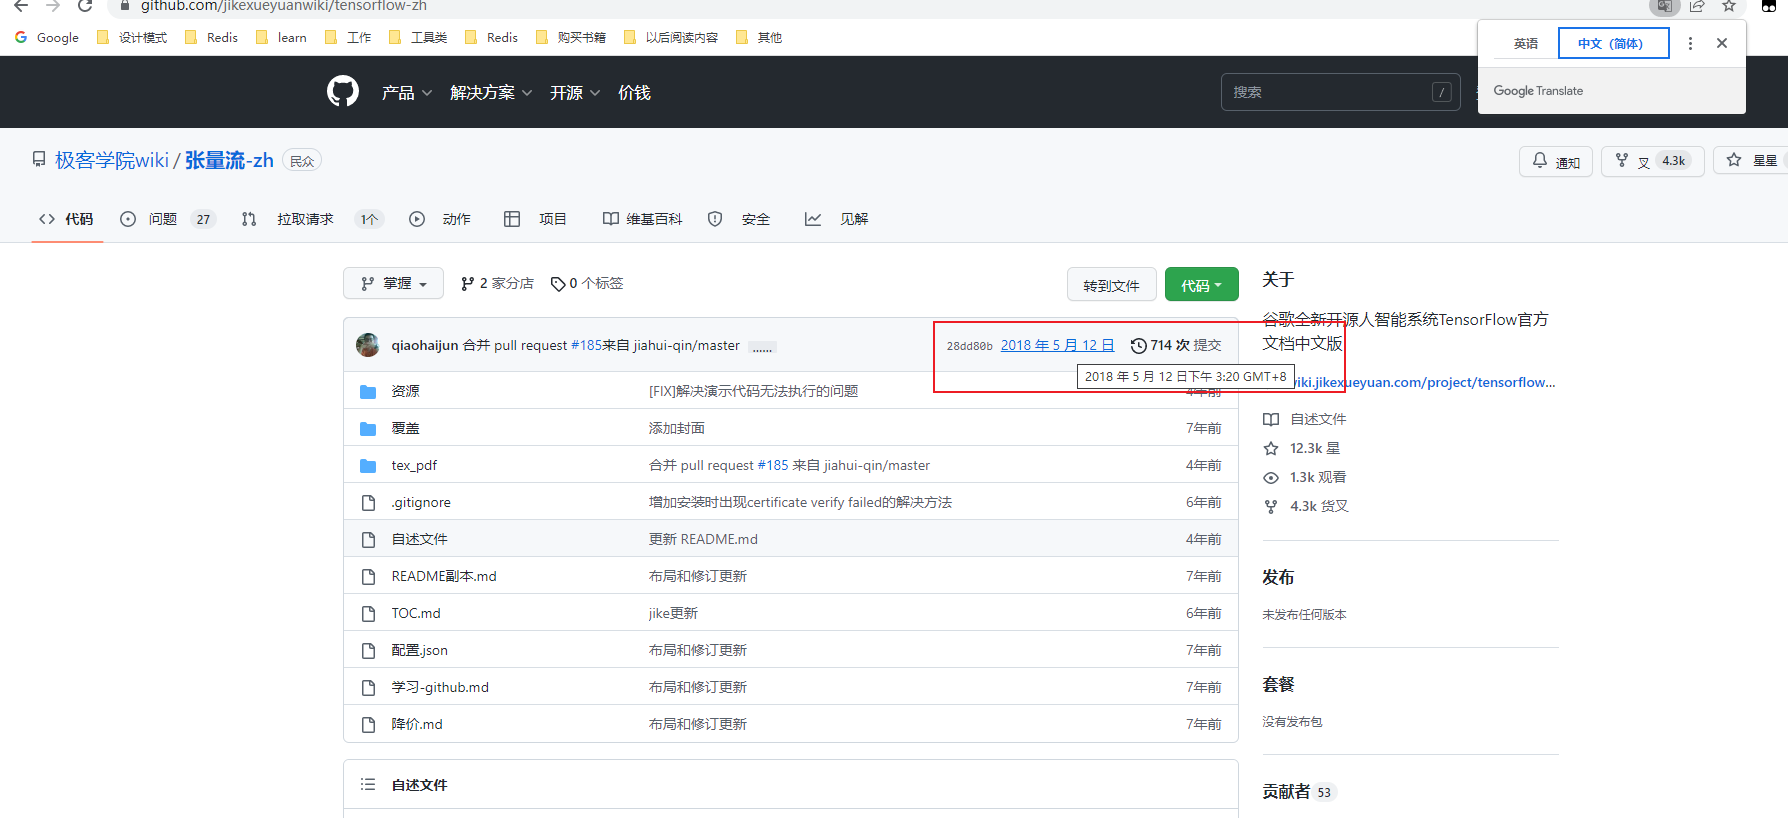 github.com/jikexueyuanwiki/tensorflow-zh
Google 设计模式 Redis learn 工作 工具类 Redis 购买书籍 以后阅读内容 其他
英语 中文（简体）
Google Translate
产品 解决方案 开源 价钱
搜索 /
极客学院wiki / 张量流-zh 民众
通知 叉 4.3k 星星
代码 问题 27 拉取请求 1个 动作 项目 维基百科 安全 见解
掌握 2 家分店 0 个标签 转到文件 代码
qiaohaijun 合并 pull request #185来自 jiahui-qin/master ...... 28dd80b 2018 年 5 月 12 日 714 次 提交
2018 年 5 月 12 日下午 3:20 GMT+8
资源 [FIX]解决演示代码无法执行的问题 4年前
覆盖 添加封面 7年前
tex_pdf 合并 pull request #185 来自 jiahui-qin/master 4年前
.gitignore 增加安装时出现certificate verify failed的解决方法 6年前
自述文件 更新 README.md 4年前
README副本.md 布局和修订更新 7年前
TOC.md jike更新 6年前
配置.json 布局和修订更新 7年前
学习-github.md 布局和修订更新 7年前
降价.md 布局和修订更新 7年前
自述文件
关于
谷歌全新开源人智能系统TensorFlow官方
文档中文版
wiki.jikexueyuan.com/project/tensorflow...
自述文件
12.3k 星
1.3k 观看
4.3k 货叉
发布
未发布任何版本
套餐
没有发布包
贡献者 53